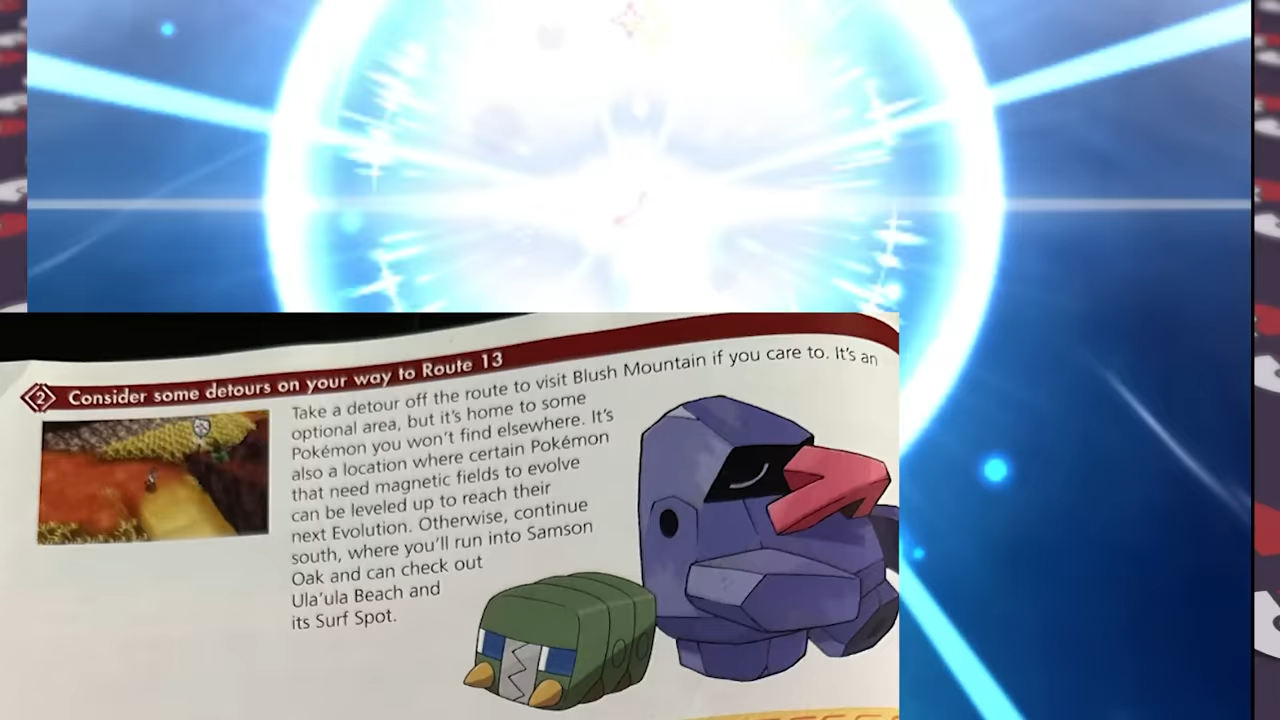 2 Consider some detours on your way to Route 13
Take a detour off the route to visit Blush Mountain if you care to. It's an
optional area, but it's home to some
Pokémon you won't find elsewhere. It's
also a location where certain Pokémon
that need magnetic fields to evolve
can be leveled up to reach their
next Evolution. Otherwise, continue
south, where you'll run into Samson
Oak and can check out
Ula'ula Beach and
its Surf Spot.